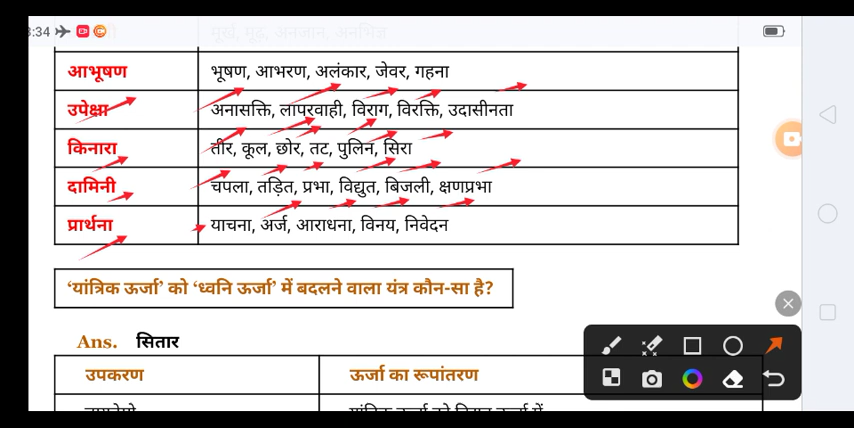 3:34
मूर्ख, मूढ़, अनजान, अनभिज्ञ
आभूषण भूषण, आभरण, अलंकार, जेवर, गहना
उपेक्षा अनासक्ति, लापरवाही, विराग, विरक्ति, उदासीनता
किनारा तीर, कूल, छोर, तट, पुलिन, सिरा
दामिनी चपला, तड़ित, प्रभा, विद्युत, बिजली, क्षणप्रभा
प्रार्थना याचना, अर्ज, आराधना, विनय, निवेदन
‘यांत्रिक ऊर्जा’ को ‘ध्वनि ऊर्जा’ में बदलने वाला यंत्र कौन-सा है?
Ans. सितार
उपकरण ऊर्जा का रूपांतरण